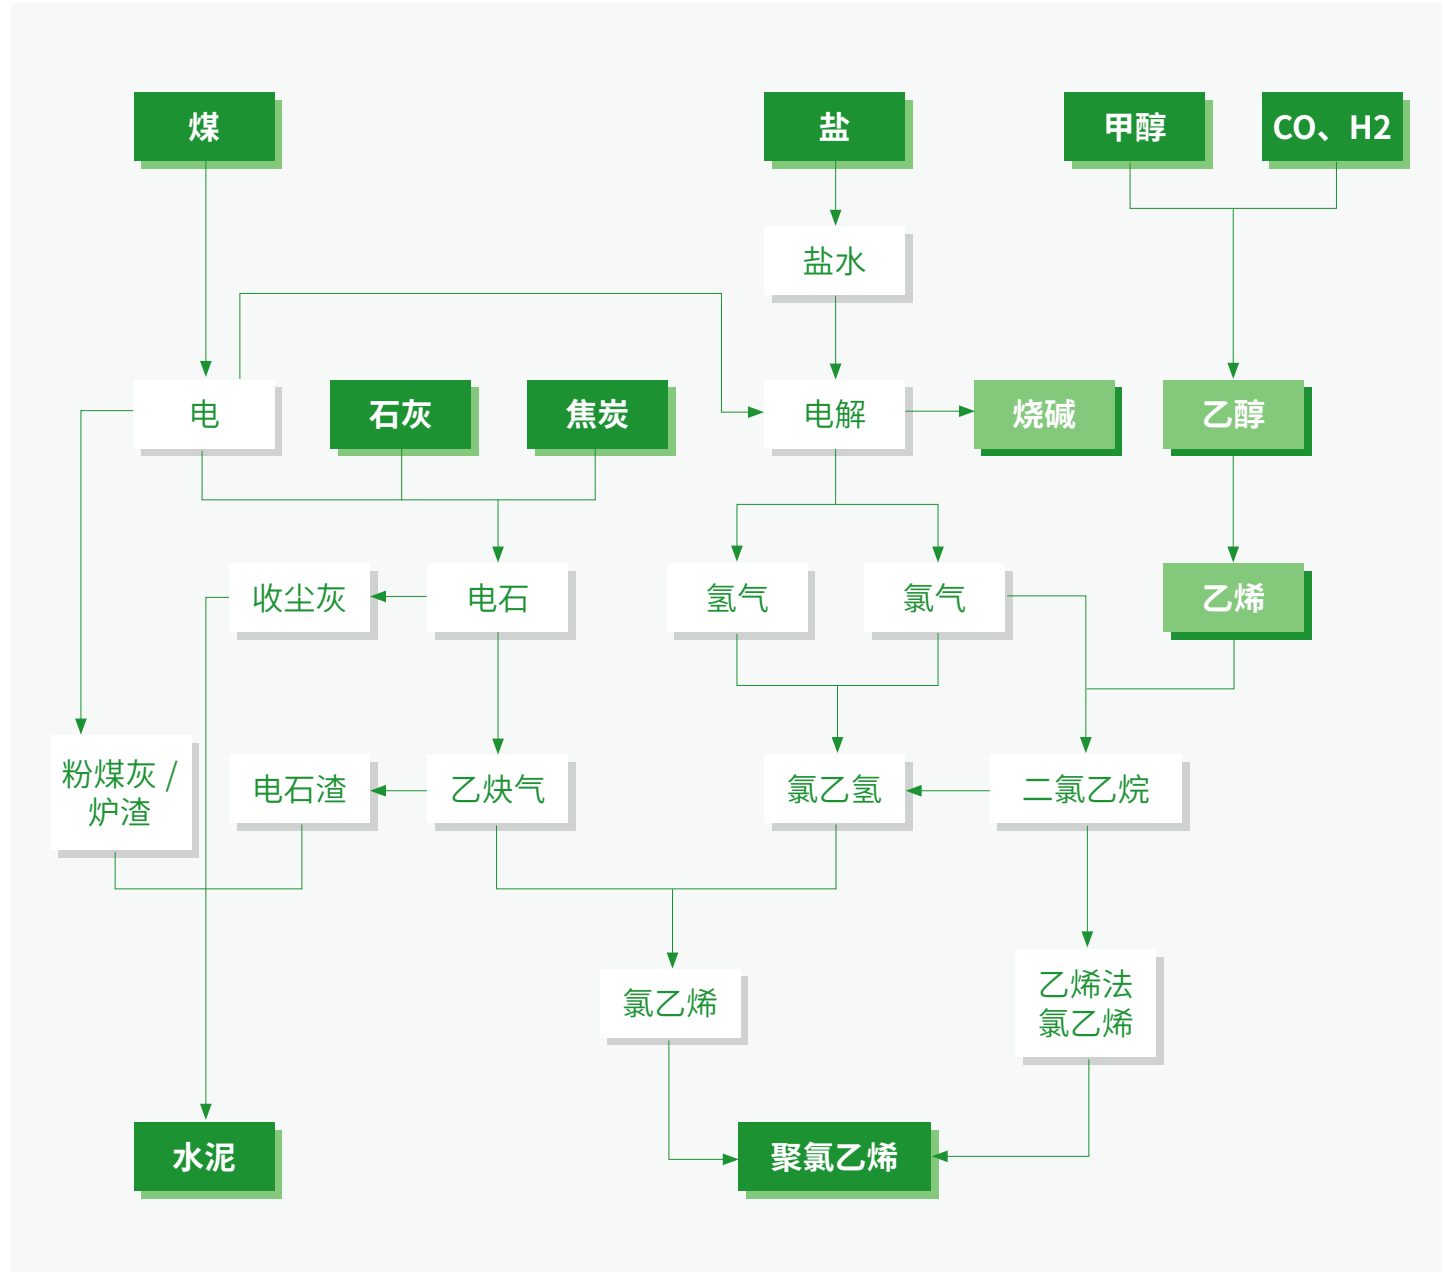 煤
盐
甲醇
CO、H2
盐水
电
石灰
焦炭
电解
烧碱
乙醇
收尘灰
电石
氢气
氯气
乙烯
粉煤灰 /
炉渣
电石渣
乙炔气
氯乙氢
二氯乙烷
氯乙烯
乙烯法
氯乙烯
水泥
聚氯乙烯